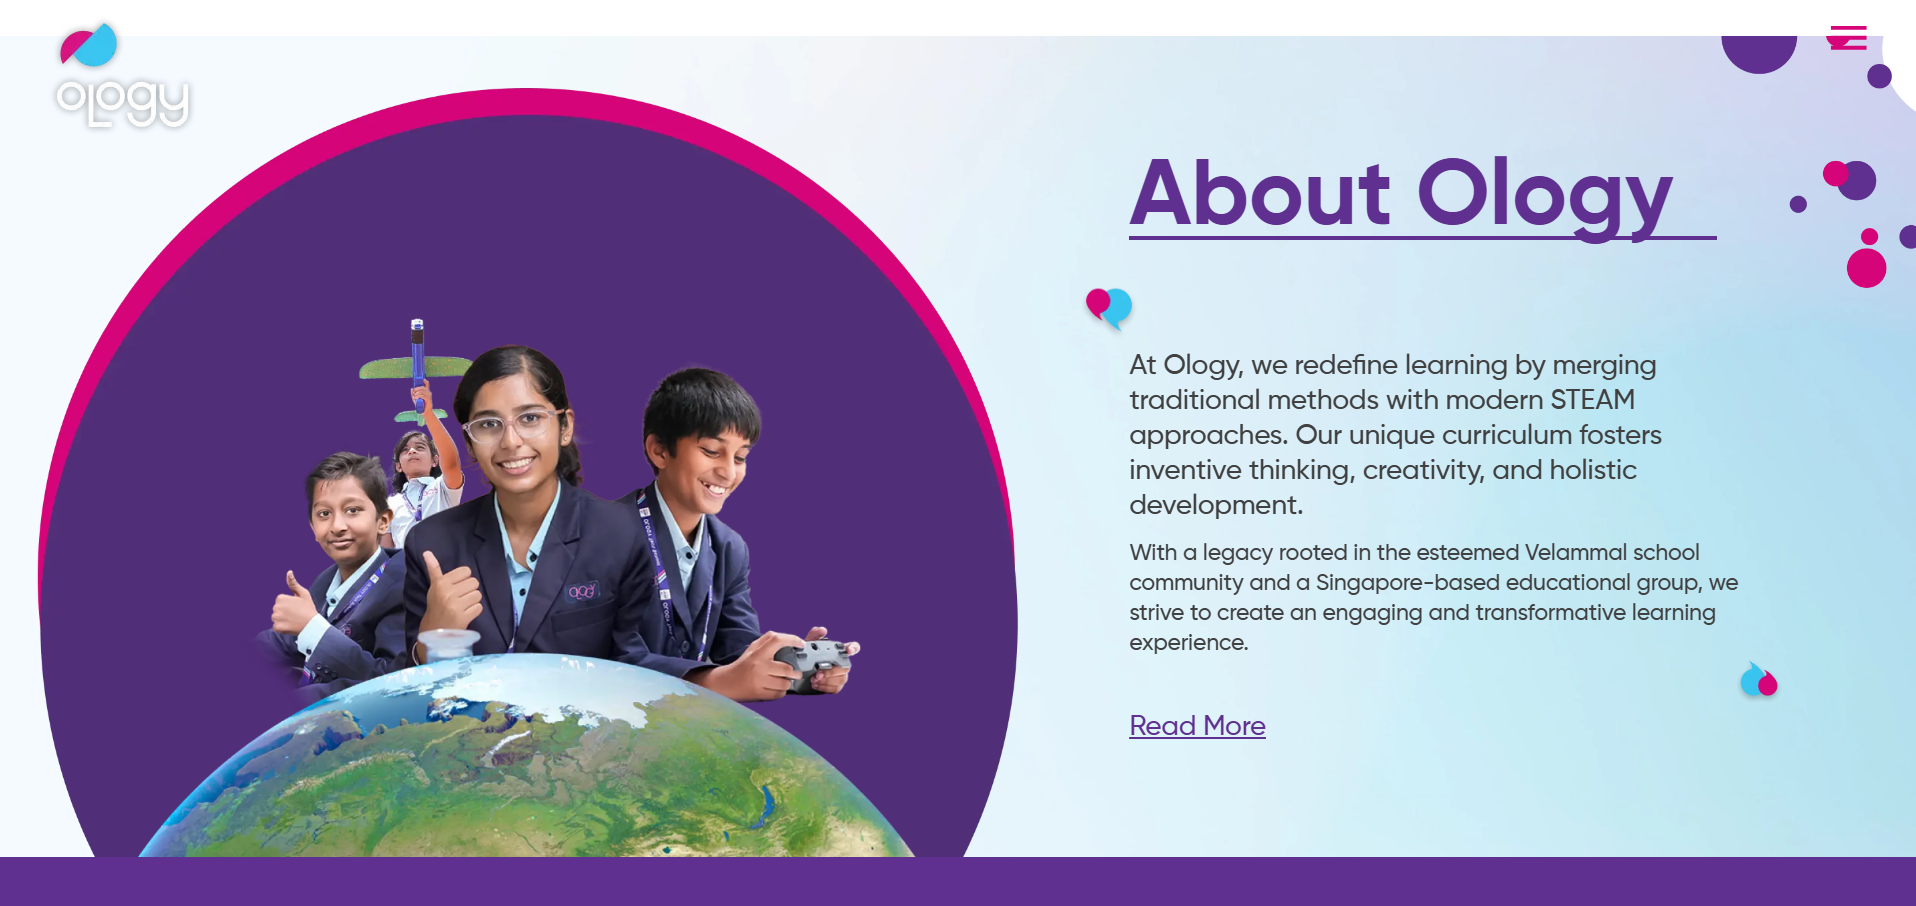 ology
About Ology
At Ology, we redefine learning by merging
traditional methods with modern STEAM
approaches. Our unique curriculum fosters
inventive thinking, creativity, and holistic
development.
With a legacy rooted in the esteemed Velammal school
community and a Singapore-based educational group, we
strive to create an engaging and transformative learning
experience.
Read More
ology